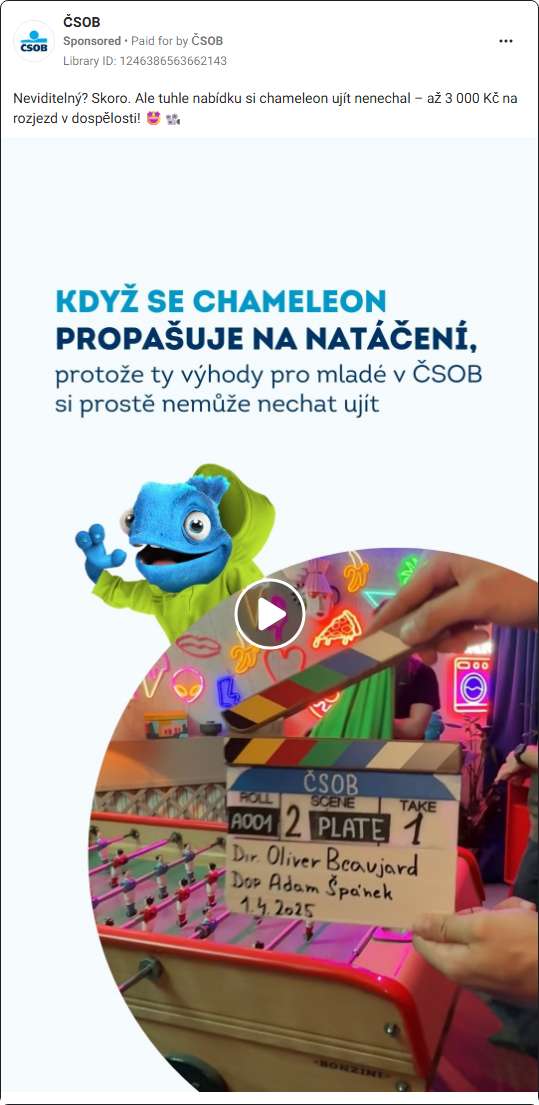 ČSOB
Sponsored • Paid for by ČSOB
Library ID: 1246386563662143
ČSOB
Neviditelný? Skoro. Ale tuhle nabídku si chameleon ujít nenechal – až 3 000 Kč na
rozjezd v dospělosti! 🤩 📽️
KDYŽ SE CHAMELEON
PROPAŠUJE NA NATÁČENÍ,
protože ty výhody pro mladé v ČSOB
si prostě nemůže nechat ujít
ČSOB
ROLL SCENE TAKE
A001 2 PLATE 1
Dir. Oliver Beaujard
Dop Adam Špánek
1.4.2025
BONZINI